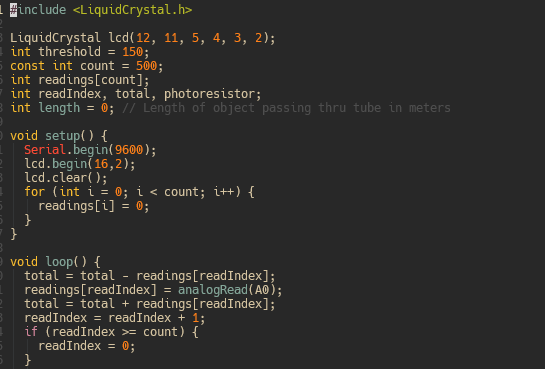 #include <LiquidCrystal.h>
LiquidCrystal lcd(12, 11, 5, 4, 3, 2);
int threshold = 150;
const int count = 500;
int readings[count];
int readIndex, total, photoresistor;
int length = 0; // Length of object passing thru tube in meters
void setup() {
  Serial.begin(9600);
  lcd.begin(16,2);
  lcd.clear();
  for (int i = 0; i < count; i++) {
    readings[i] = 0;
  }
}
void loop() {
  total = total - readings[readIndex];
  readings[readIndex] = analogRead(A0);
  total = total + readings[readIndex];
  readIndex = readIndex + 1;
  if (readIndex >= count) {
    readIndex = 0;
  }